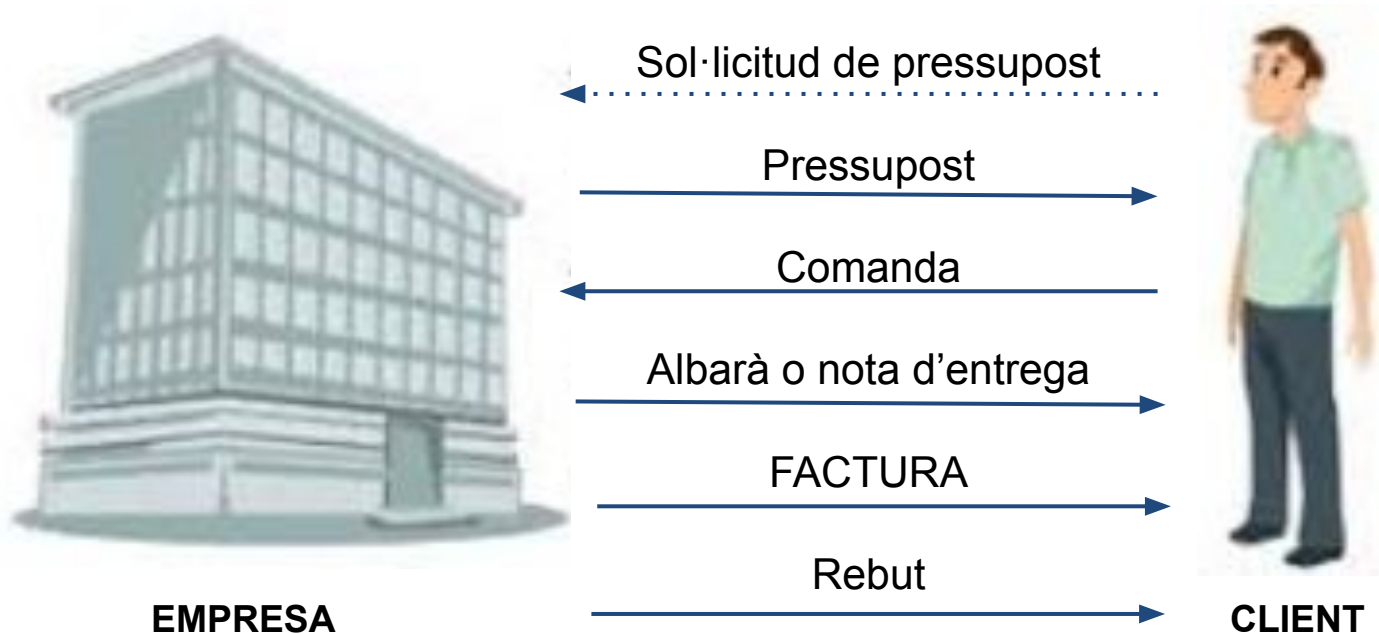 Sol·licitud de pressupost
Pressupost
Comanda
Albarà o nota d’entrega
FACTURA
Rebut
EMPRESA
CLIENT